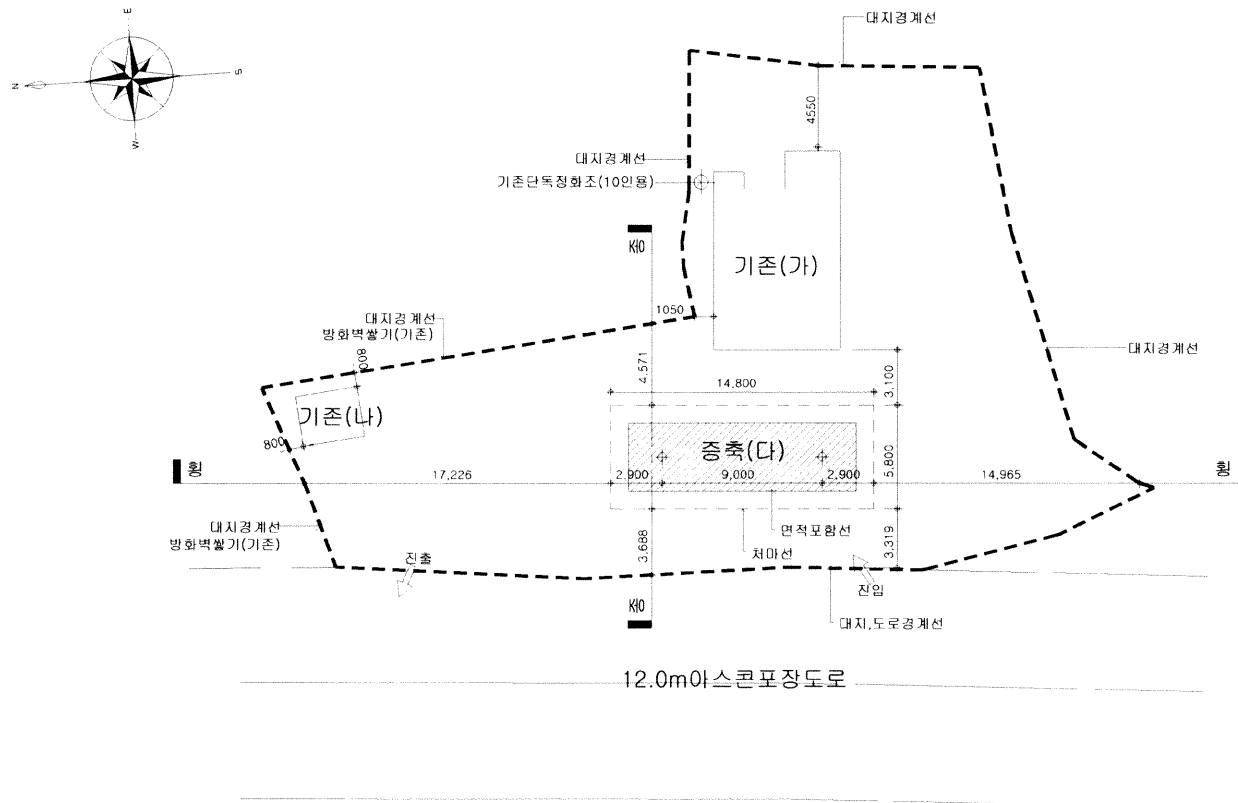 E
S
N
W
대지경계선
4550
대지경계선
기존단독정화조(10인용)
종
기존(가)
1050
대지경계선
방화벽쌓기(기존)
800
대지경계선
4,571
14,800
3,100
기존(나)
800
증축(다)
5,800
횡
17,226
2,900
9,000
2,900
14,965
횡
대지경계선
방화벽쌓기(기존)
면적포함선
처마선
3,688
3,319
진출
진입
종
대지,도로경계선
12.0m아스콘포장도로